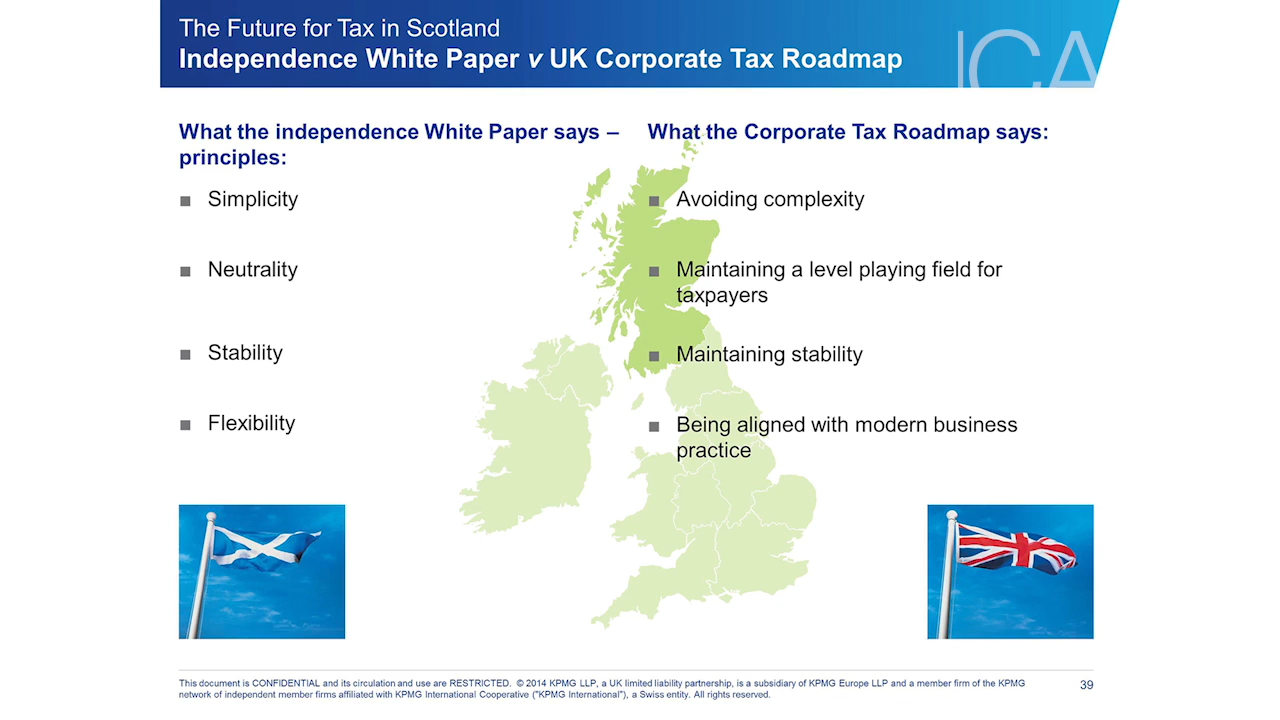 The Future for Tax in Scotland
Independence White Paper v UK Corporate Tax Roadmap
ICA
What the independence White Paper says –
principles:
■ Simplicity
■ Neutrality
■ Stability
■ Flexibility
What the Corporate Tax Roadmap says:
■ Avoiding complexity
■ Maintaining a level playing field for
taxpayers
■ Maintaining stability
■ Being aligned with modern business
practice
This document is CONFIDENTIAL and its circulation and use are RESTRICTED. © 2014 KPMG LLP, a UK limited liability partnership, is a subsidiary of KPMG Europe LLP and a member firm of the KPMG
network of independent member firms affiliated with KPMG International Cooperative ("KPMG International"), a Swiss entity. All rights reserved.
39